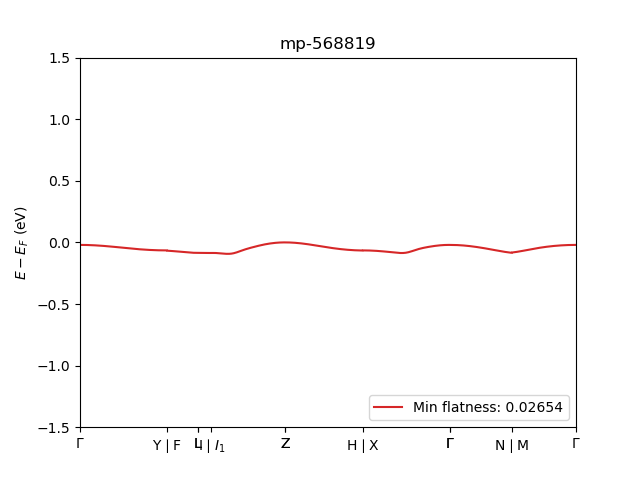 mp-568819
1.5
1.0
0.5
0.0
−0.5
−1.0
−1.5
E − E_F (eV)
Min flatness: 0.02654
Γ Y | F L | I₁ Z H | X Γ N | M Γ